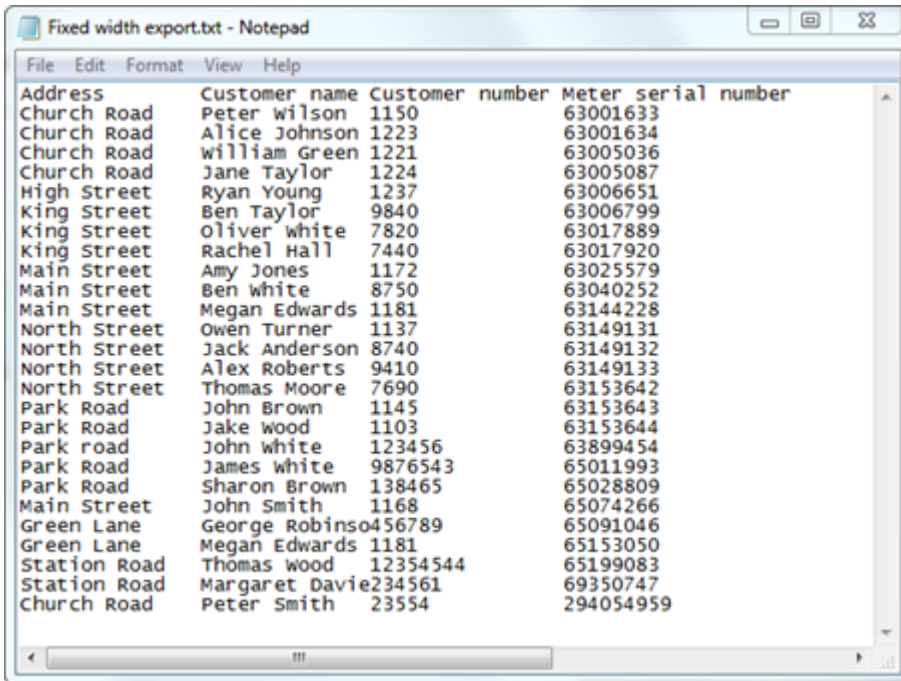 Fixed width export.txt - Notepad
File Edit Format View Help
Address Customer name Customer number Meter serial number
Church Road Peter Wilson 1150 63001633
Church Road Alice Johnson 1223 63001634
Church Road William Green 1221 63005036
Church Road Jane Taylor 1224 63005087
High Street Ryan Young 1237 63006651
King Street Ben Taylor 9840 63006799
King Street Oliver White 7820 63017889
King Street Rachel Hall 7440 63017920
Main Street Amy Jones 1172 63025579
Main Street Ben White 8750 63040252
Main Street Megan Edwards 1181 63144228
North Street Owen Turner 1137 63149131
North Street Jack Anderson 8740 63149132
North Street Alex Roberts 9410 63149133
North Street Thomas Moore 7690 63153642
Park Road John Brown 1145 63153643
Park Road Jake Wood 1103 63153644
Park road John White 123456 63899454
Park Road James White 9876543 65011993
Park Road Sharon Brown 138465 65028809
Main Street John Smith 1168 65074266
Green Lane George Robinso456789 65091046
Green Lane Megan Edwards 1181 65153050
Station Road Thomas Wood 12354544 65199083
Station Road Margaret Davie234561 69350747
Church Road Peter Smith 23554 294054959